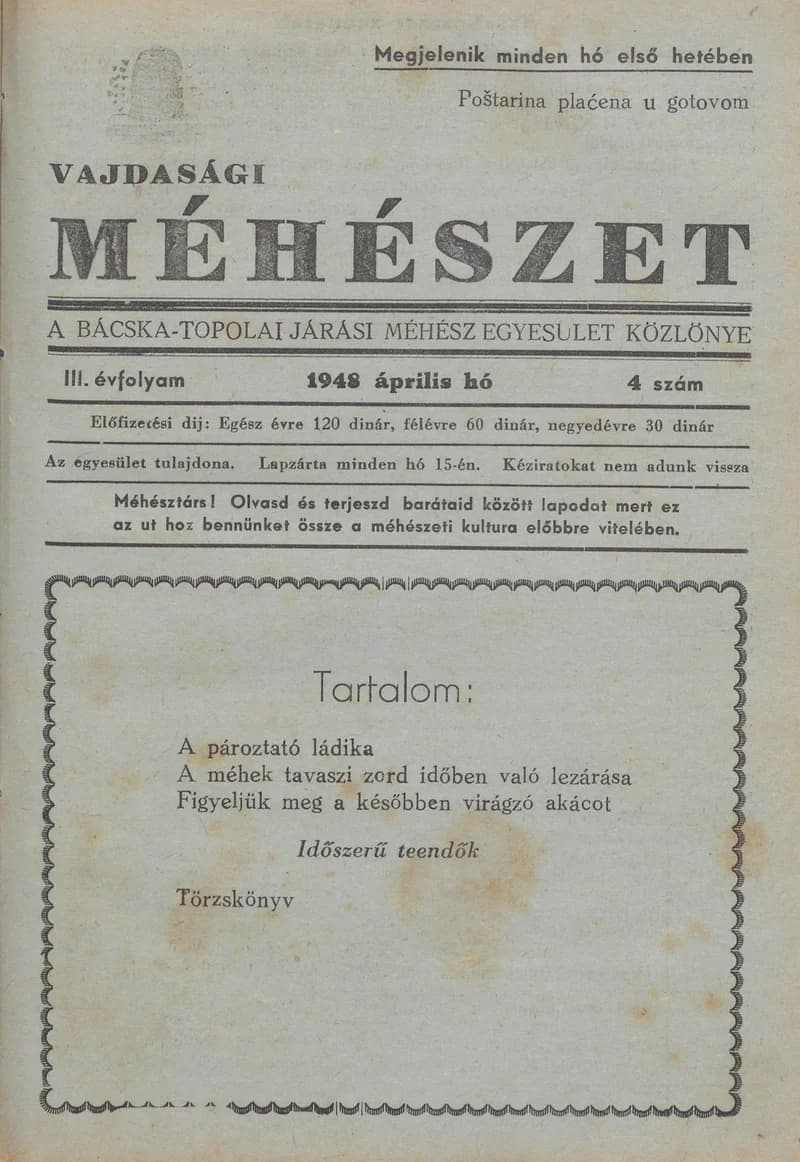 Megjelenik minden hó első hetében
Poštarina plaćena u gotovom
VAJDASÁGI
MÉHÉSZET
A BÁCSKA-TOPOLAI JÁRÁSI MÉHÉSZ EGYESULET KÖZLÖNYE
III. évfolyam 1948 április hó 4 szám
Előfizetési dij: Egész évre 120 dinár, félévre 60 dinár, negyedévre 30 dinár
Az egyesület tulajdona. Lapzárta minden hó 15-én. Kéziratokat nem adunk vissza
Méhésztárs! Olvasd és terjeszd barátaid között lapodat mert ez
az ut hoz bennünket össze a méhészeti kultura előbbre vitelében.
Tartalom:
A pároztató ládika
A méhek tavaszi zord időben való lezárása
Figyeljük meg a későbben virágzó akácot
Időszerű teendők
Törzskönyv